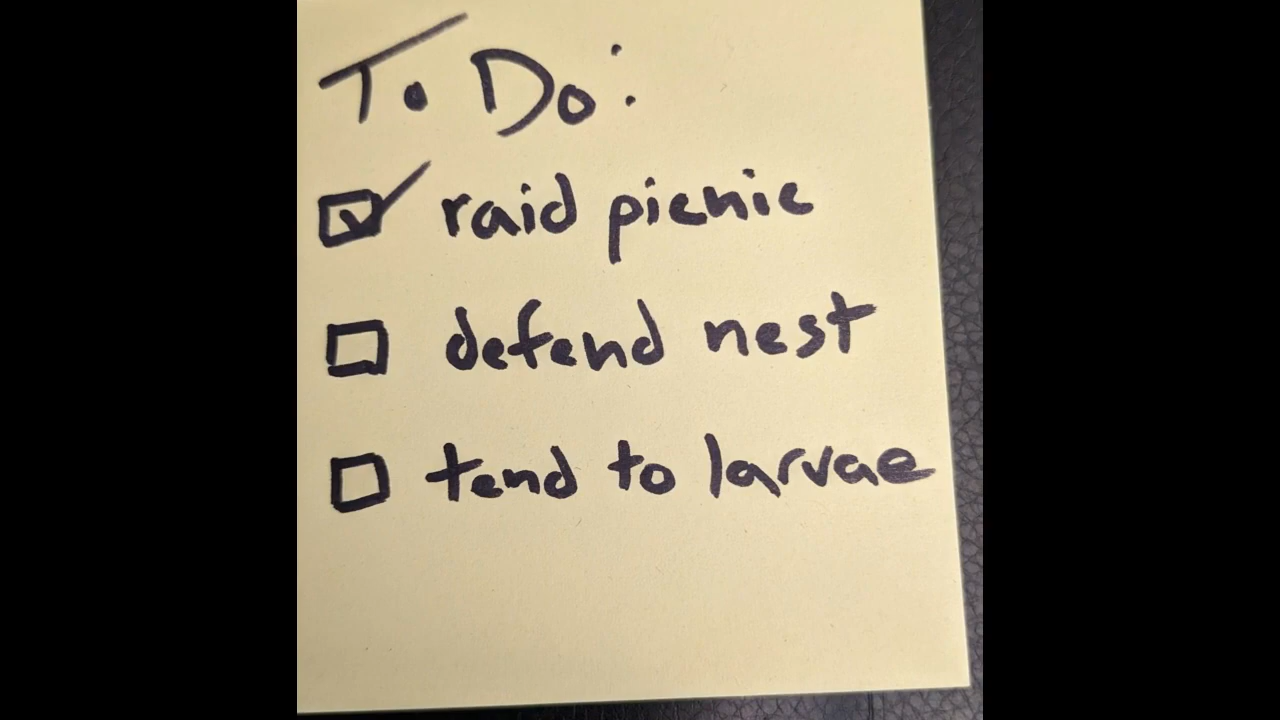 To Do:
☑ raid picnic
☐ defend nest
☐ tend to larvae